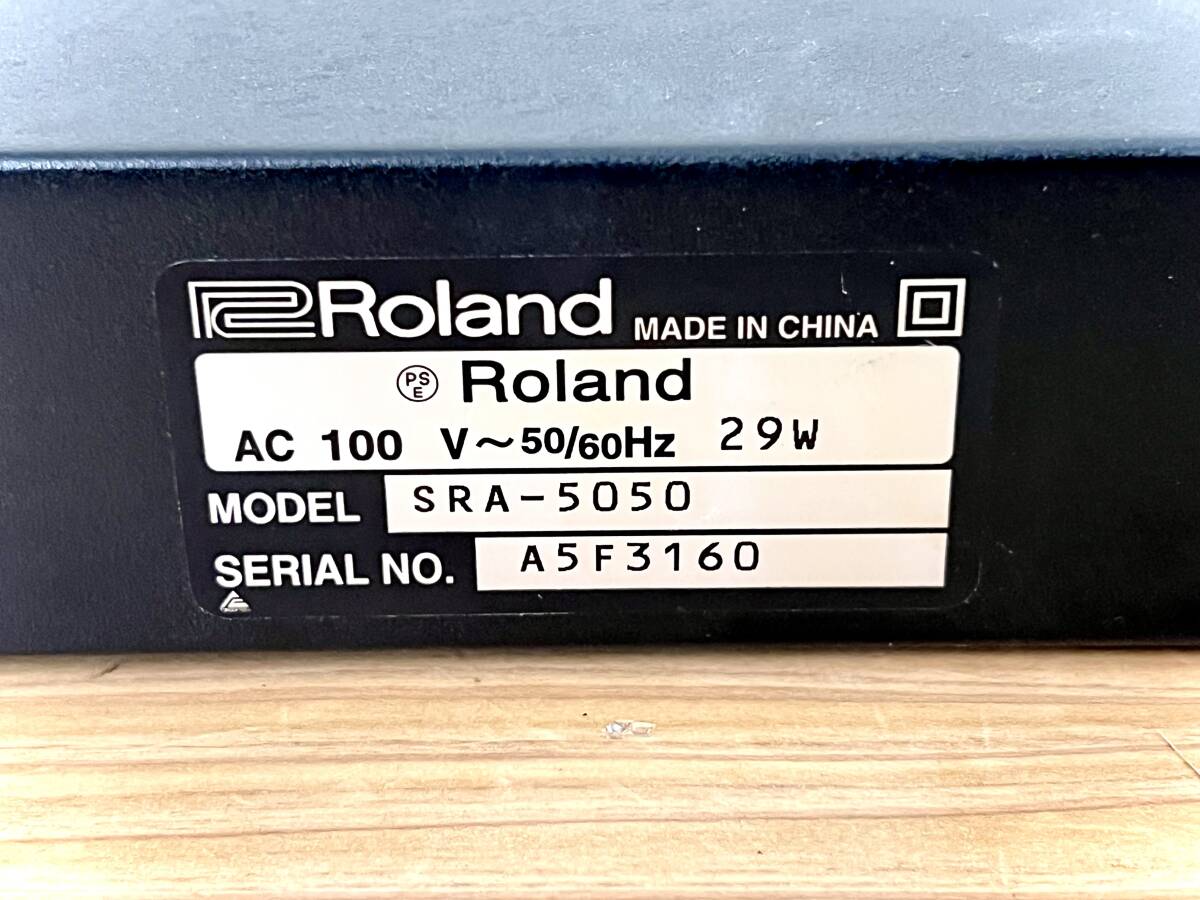 Roland MADE IN CHINA
PSE Roland
AC 100 V~50/60Hz 29W
MODEL SRA-5050
SERIAL NO. A5F3160